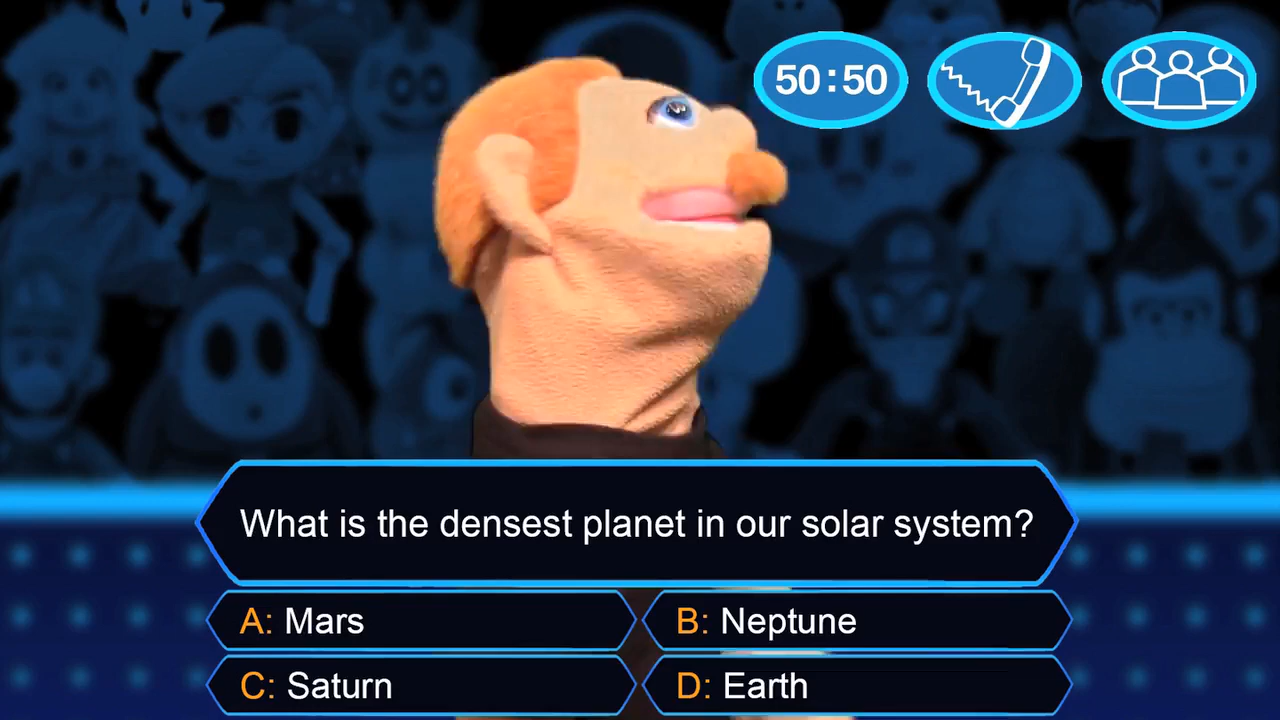 50:50
What is the densest planet in our solar system?
A: Mars
B: Neptune
C: Saturn
D: Earth